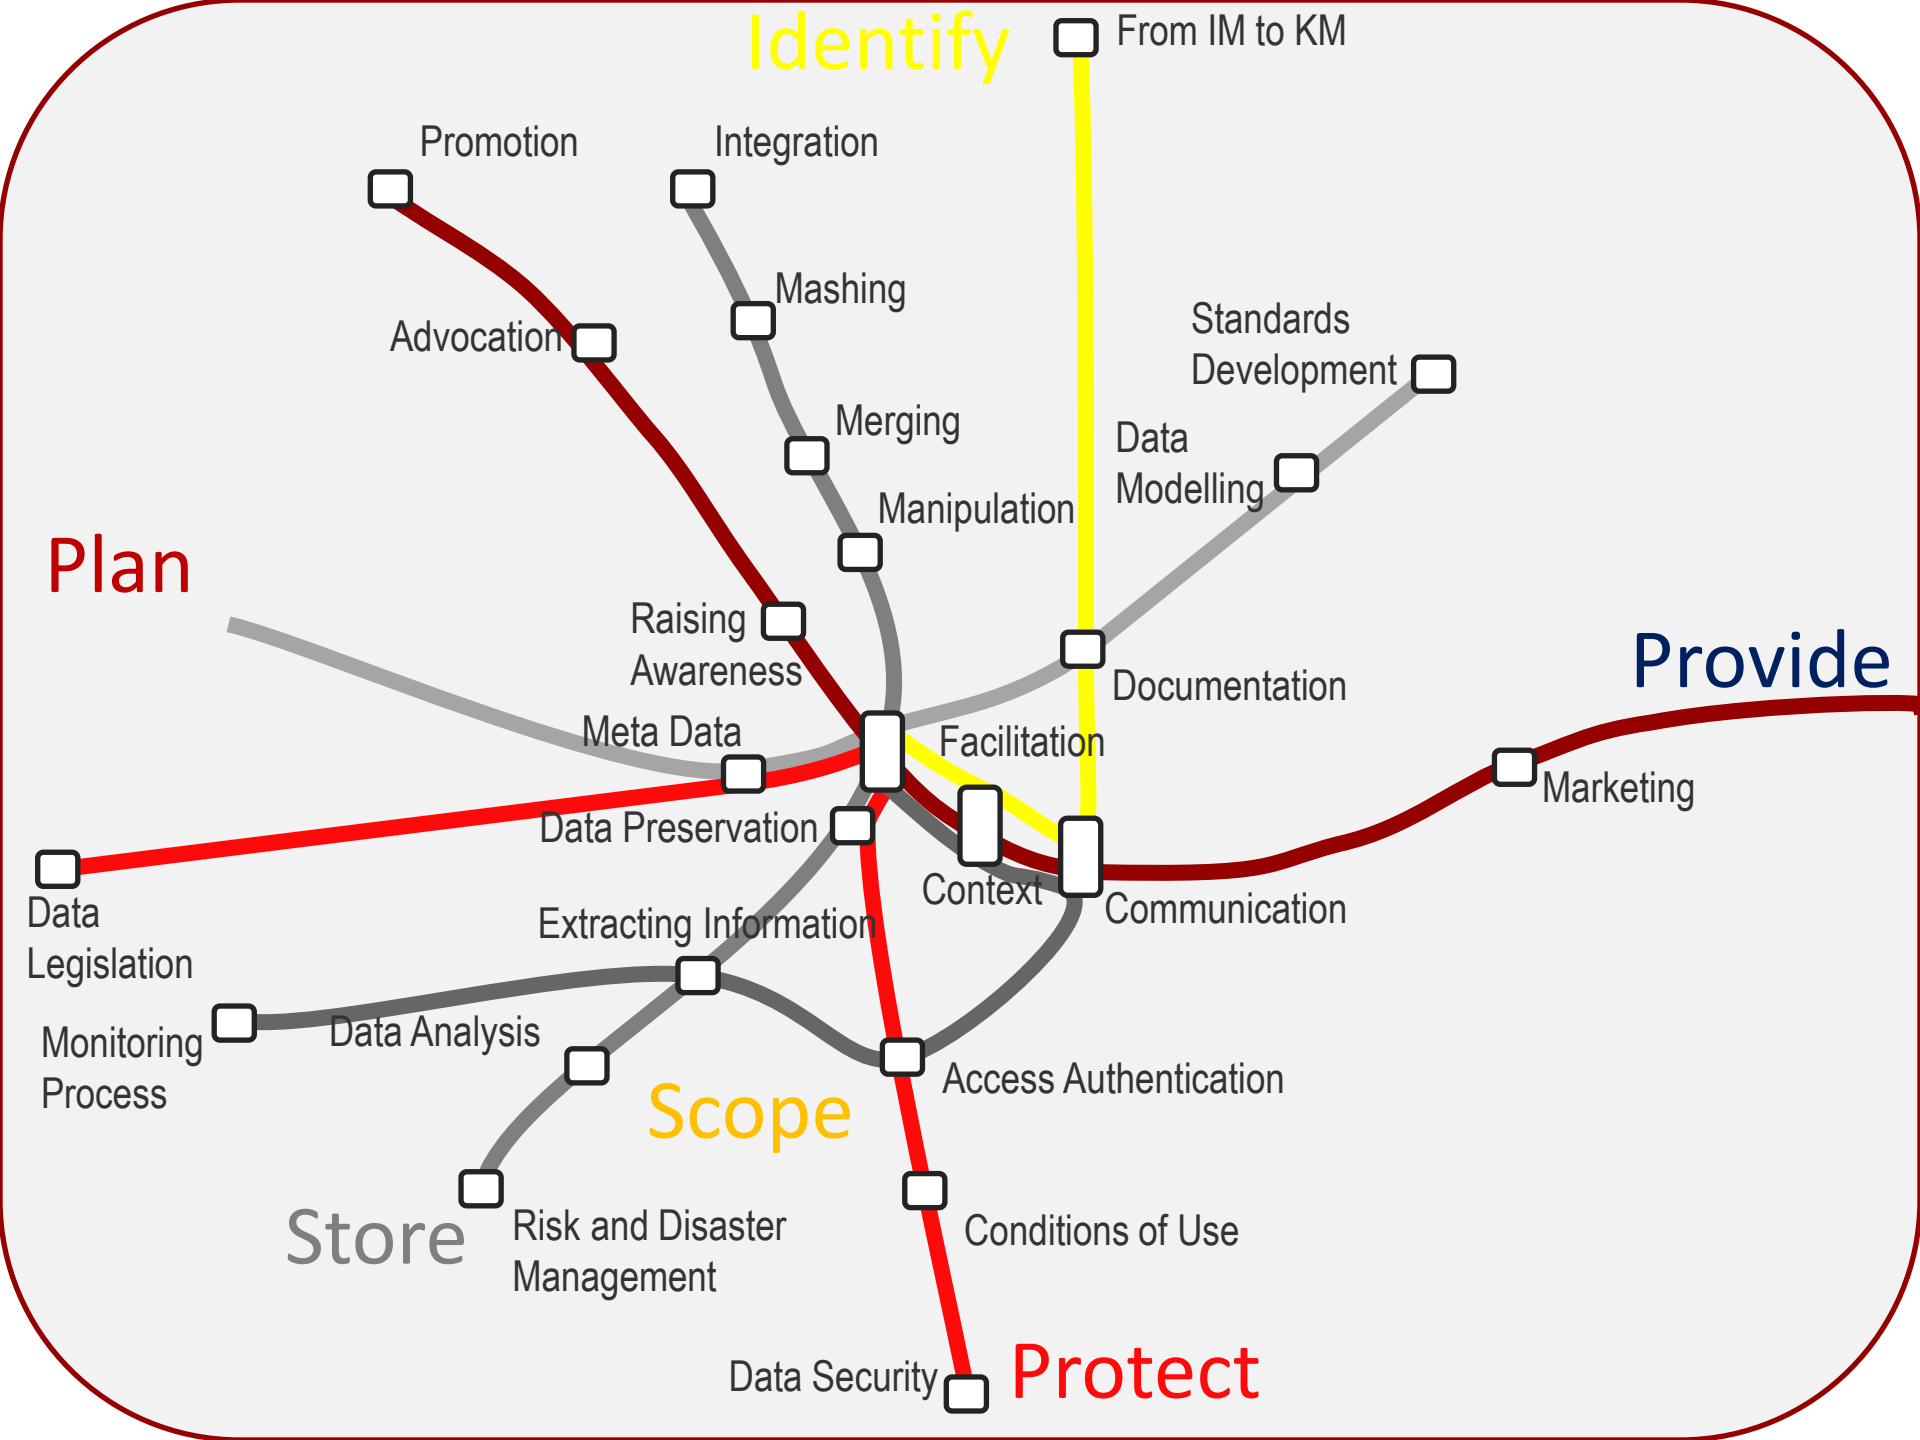 Identify
From IM to KM
Promotion
Integration
Mashing
Advocation
Standards
Development
Merging
Data
Modelling
Manipulation
Plan
Raising
Awareness
Provide
Documentation
Meta Data
Facilitation
Marketing
Data Preservation
Context
Communication
Data
Legislation
Extracting Information
Monitoring
Process
Data Analysis
Access Authentication
Scope
Store
Risk and Disaster
Management
Conditions of Use
Data Security
Protect